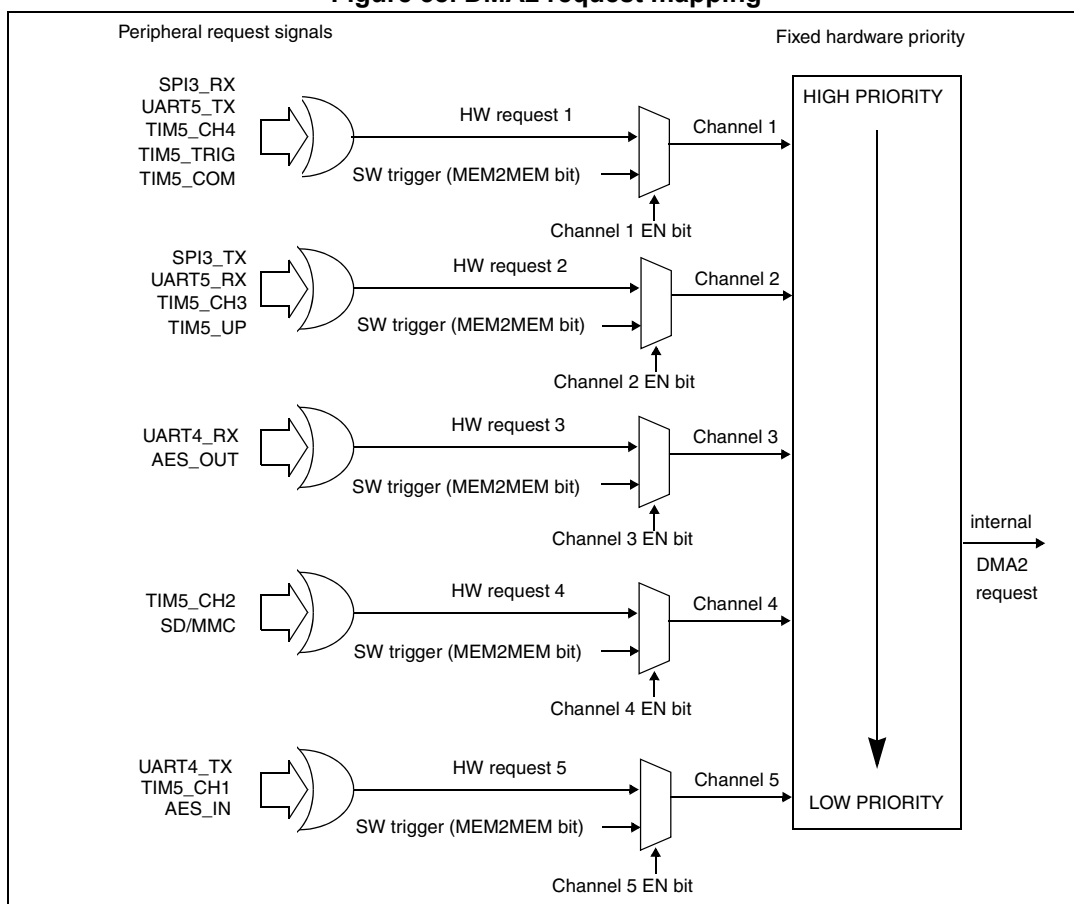 Peripheral request signals
Fixed hardware priority
SPI3_RX
UART5_TX
TIM5_CH4
TIM5_TRIG
TIM5_COM
HW request 1
SW trigger (MEM2MEM bit)
Channel 1
Channel 1 EN bit
HIGH PRIORITY
SPI3_TX
UART5_RX
TIM5_CH3
TIM5_UP
HW request 2
SW trigger (MEM2MEM bit)
Channel 2
Channel 2 EN bit
UART4_RX
AES_OUT
HW request 3
SW trigger (MEM2MEM bit)
Channel 3
Channel 3 EN bit
internal
DMA2
request
TIM5_CH2
SD/MMC
HW request 4
SW trigger (MEM2MEM bit)
Channel 4
Channel 4 EN bit
UART4_TX
TIM5_CH1
AES_IN
HW request 5
SW trigger (MEM2MEM bit)
Channel 5
Channel 5 EN bit
LOW PRIORITY